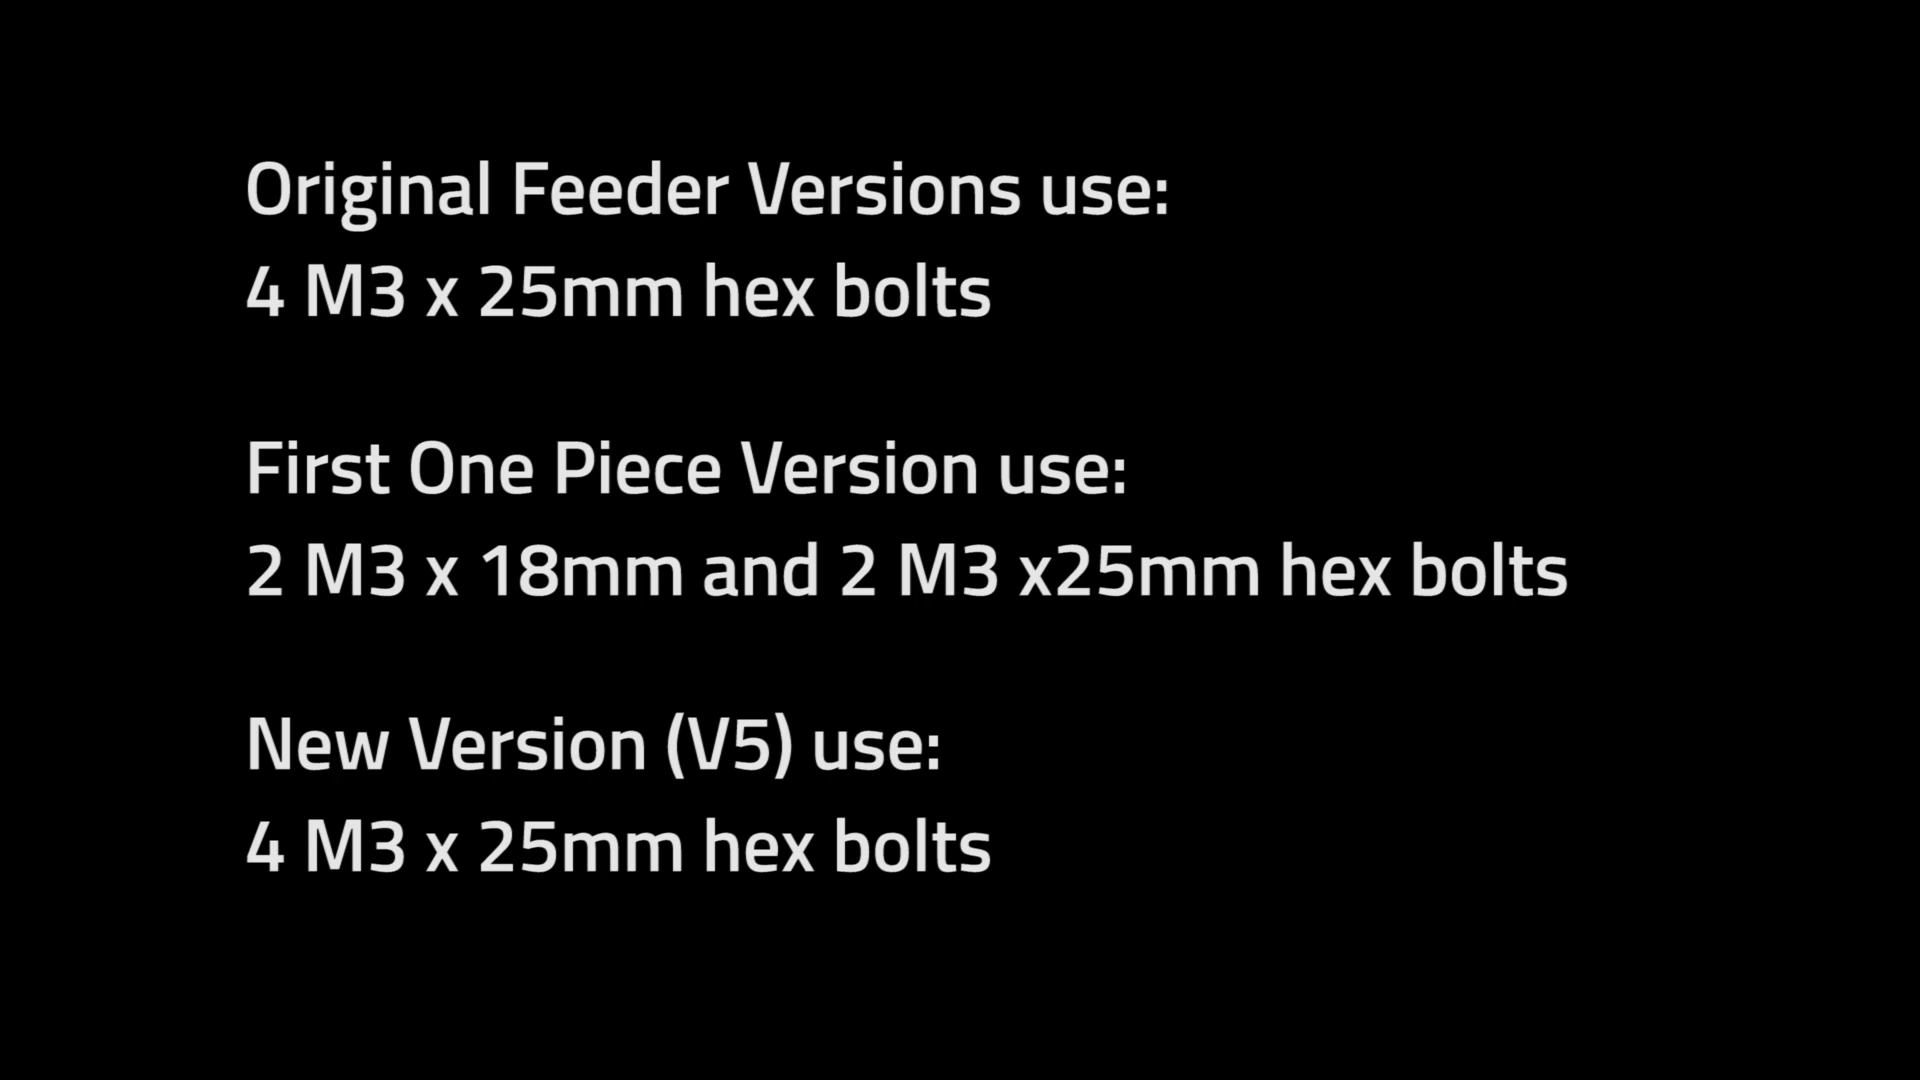 Original Feeder Versions use:
4 M3 x 25mm hex bolts
First One Piece Version use:
2 M3 x 18mm and 2 M3 x25mm hex bolts
New Version (V5) use:
4 M3 x 25mm hex bolts